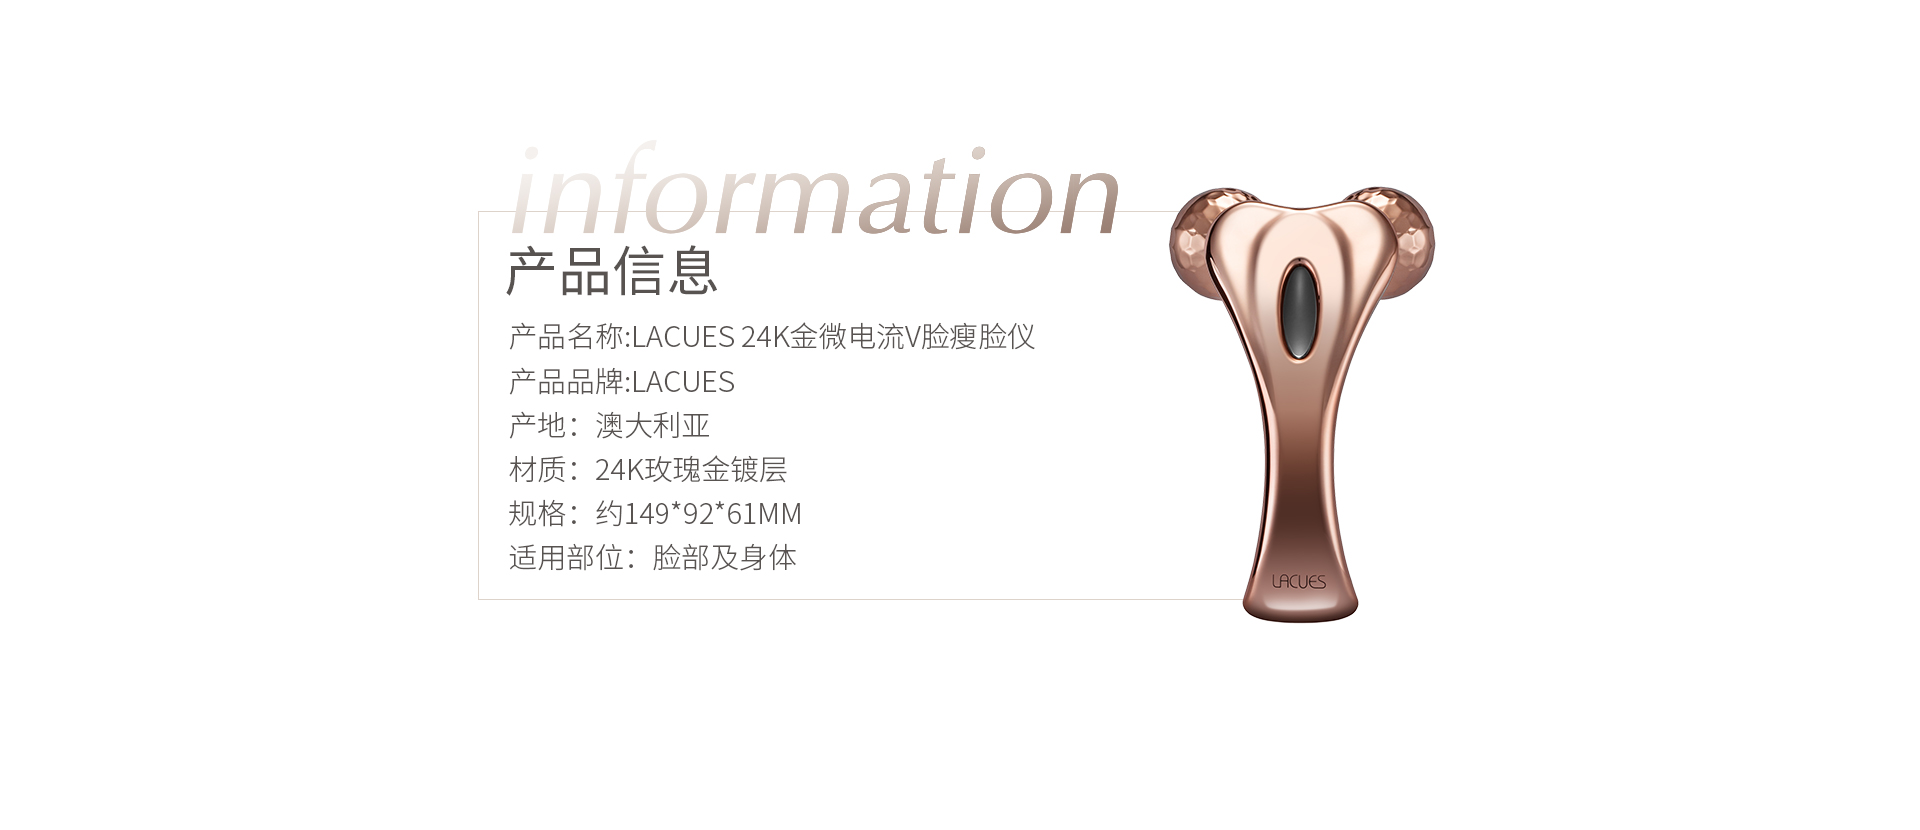 information
产品信息
产品名称:LACUES 24K金微电流V脸瘦脸仪
产品品牌:LACUES
产地：澳大利亚
材质：24K玫瑰金镀层
规格：约149*92*61MM
适用部位：脸部及身体
LACUES